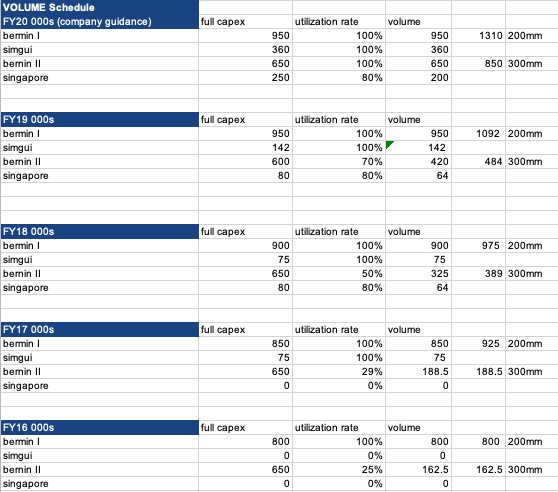 VOLUME Schedule
FY20 000s (company guidance) full capex utilization rate volume
bernin I 950 100% 950 1310 200mm
simgui 360 100% 360
bernin II 650 100% 650 850 300mm
singapore 250 80% 200
FY19 000s full capex utilization rate volume
bernin I 950 100% 950 1092 200mm
simgui 142 100% 142
bernin II 600 70% 420 484 300mm
singapore 80 80% 64
FY18 000s full capex utilization rate volume
bernin I 900 100% 900 975 200mm
simgui 75 100% 75
bernin II 650 50% 325 389 300mm
singapore 80 80% 64
FY17 000s full capex utilization rate volume
bernin I 850 100% 850 925 200mm
simgui 75 100% 75
bernin II 650 29% 188.5 188.5 300mm
singapore 0 0% 0
FY16 000s full capex utilization rate volume
bernin I 800 100% 800 800 200mm
simgui 0 0% 0
bernin II 650 25% 162.5 162.5 300mm
singapore 0 0% 0